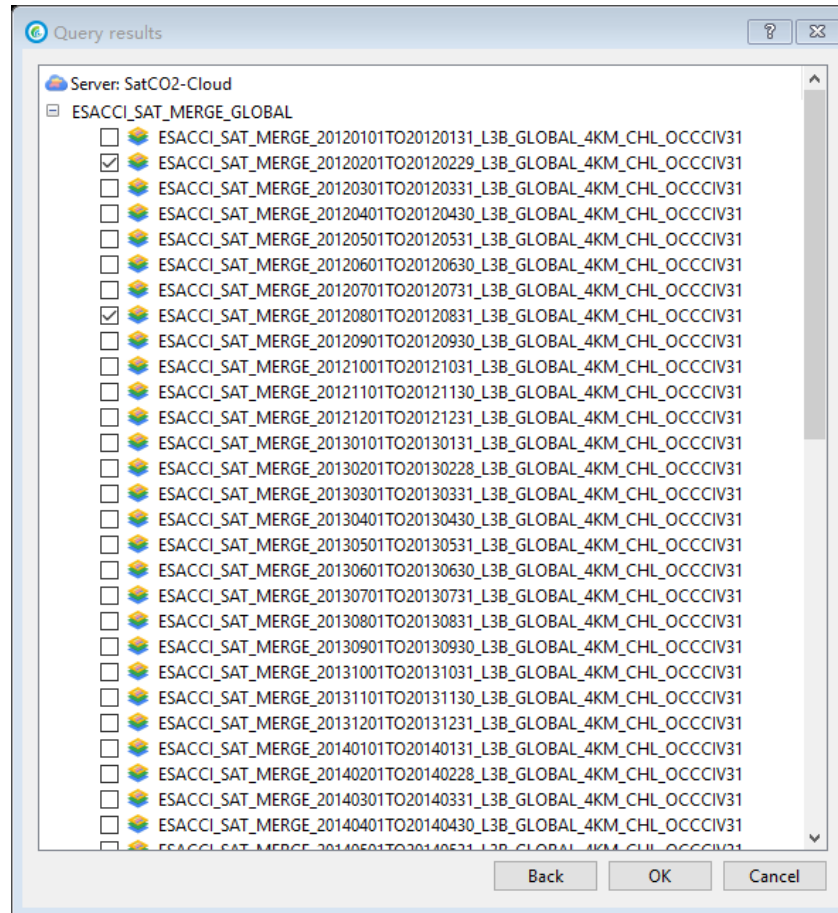 Query results
Server: SatCO2-Cloud
ESACCI_SAT_MERGE_GLOBAL
ESACCI_SAT_MERGE_20120101TO20120131_L3B_GLOBAL_4KM_CHL_OCCCIV31
ESACCI_SAT_MERGE_20120201TO20120229_L3B_GLOBAL_4KM_CHL_OCCCIV31
ESACCI_SAT_MERGE_20120301TO20120331_L3B_GLOBAL_4KM_CHL_OCCCIV31
ESACCI_SAT_MERGE_20120401TO20120430_L3B_GLOBAL_4KM_CHL_OCCCIV31
ESACCI_SAT_MERGE_20120501TO20120531_L3B_GLOBAL_4KM_CHL_OCCCIV31
ESACCI_SAT_MERGE_20120601TO20120630_L3B_GLOBAL_4KM_CHL_OCCCIV31
ESACCI_SAT_MERGE_20120701TO20120731_L3B_GLOBAL_4KM_CHL_OCCCIV31
ESACCI_SAT_MERGE_20120801TO20120831_L3B_GLOBAL_4KM_CHL_OCCCIV31
ESACCI_SAT_MERGE_20120901TO20120930_L3B_GLOBAL_4KM_CHL_OCCCIV31
ESACCI_SAT_MERGE_20121001TO20121031_L3B_GLOBAL_4KM_CHL_OCCCIV31
ESACCI_SAT_MERGE_20121101TO20121130_L3B_GLOBAL_4KM_CHL_OCCCIV31
ESACCI_SAT_MERGE_20121201TO20121231_L3B_GLOBAL_4KM_CHL_OCCCIV31
ESACCI_SAT_MERGE_20130101TO20130131_L3B_GLOBAL_4KM_CHL_OCCCIV31
ESACCI_SAT_MERGE_20130201TO20130228_L3B_GLOBAL_4KM_CHL_OCCCIV31
ESACCI_SAT_MERGE_20130301TO20130331_L3B_GLOBAL_4KM_CHL_OCCCIV31
ESACCI_SAT_MERGE_20130401TO20130430_L3B_GLOBAL_4KM_CHL_OCCCIV31
ESACCI_SAT_MERGE_20130501TO20130531_L3B_GLOBAL_4KM_CHL_OCCCIV31
ESACCI_SAT_MERGE_20130601TO20130630_L3B_GLOBAL_4KM_CHL_OCCCIV31
ESACCI_SAT_MERGE_20130701TO20130731_L3B_GLOBAL_4KM_CHL_OCCCIV31
ESACCI_SAT_MERGE_20130801TO20130831_L3B_GLOBAL_4KM_CHL_OCCCIV31
ESACCI_SAT_MERGE_20130901TO20130930_L3B_GLOBAL_4KM_CHL_OCCCIV31
ESACCI_SAT_MERGE_20131001TO20131031_L3B_GLOBAL_4KM_CHL_OCCCIV31
ESACCI_SAT_MERGE_20131101TO20131130_L3B_GLOBAL_4KM_CHL_OCCCIV31
ESACCI_SAT_MERGE_20131201TO20131231_L3B_GLOBAL_4KM_CHL_OCCCIV31
ESACCI_SAT_MERGE_20140101TO20140131_L3B_GLOBAL_4KM_CHL_OCCCIV31
ESACCI_SAT_MERGE_20140201TO20140228_L3B_GLOBAL_4KM_CHL_OCCCIV31
ESACCI_SAT_MERGE_20140301TO20140331_L3B_GLOBAL_4KM_CHL_OCCCIV31
ESACCI_SAT_MERGE_20140401TO20140430_L3B_GLOBAL_4KM_CHL_OCCCIV31
Back OK Cancel